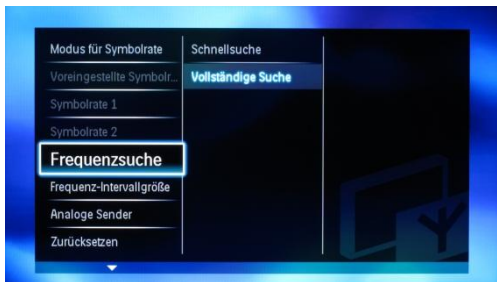 Modus für Symbolrate
Schnellsuche
Voreingestellte Symbolr...
Vollständige Suche
Symbolrate 1
Symbolrate 2
Frequenzsuche
Frequenz-Intervallgröße
Analoge Sender
Zurücksetzen